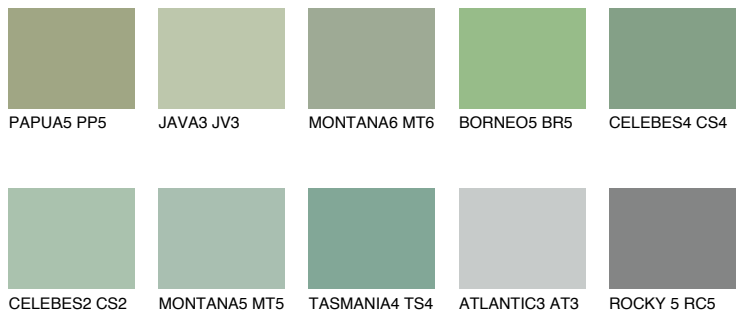 PAPUA5 PP5
JAVA3 JV3
MONTANA6 MT6
BORNEO5 BR5
CELEBES4 CS4
CELEBES2 CS2
MONTANA5 MT5
TASMANIA4 TS4
ATLANTIC3 AT3
ROCKY 5 RC5